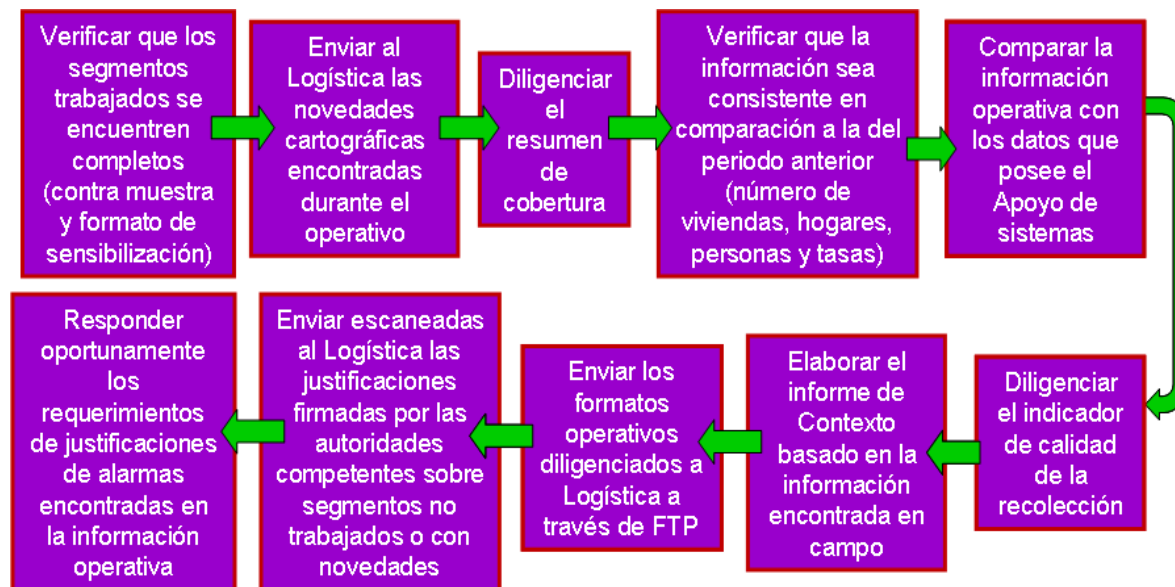 Verificar que los
segmentos
trabajados se
encuentren
completos
(contra muestra
y formato de
sensibilización)
Enviar al
Logística las
novedades
cartográficas
encontradas
durante el
operativo
Diligenciar
el
resumen
de
cobertura
Verificar que la
información sea
consistente en
comparación a la del
periodo anterior
(número de
viviendas, hogares,
personas y tasas)
Comparar la
información
operativa con
los datos que
posee el
Apoyo de
sistemas
Diligenciar
el indicador
de calidad
de la
recolección
Elaborar el
informe de
Contexto
basado en la
información
encontrada en
campo
Enviar los
formatos
operativos
diligenciados a
Logística a
través de FTP
Enviar escaneadas
al Logística las
justificaciones
firmadas por las
autoridades
competentes sobre
segmentos no
trabajados o con
novedades
Responder
oportunamente
los
requerimientos
de justificaciones
de alarmas
encontradas en
la información
operativa